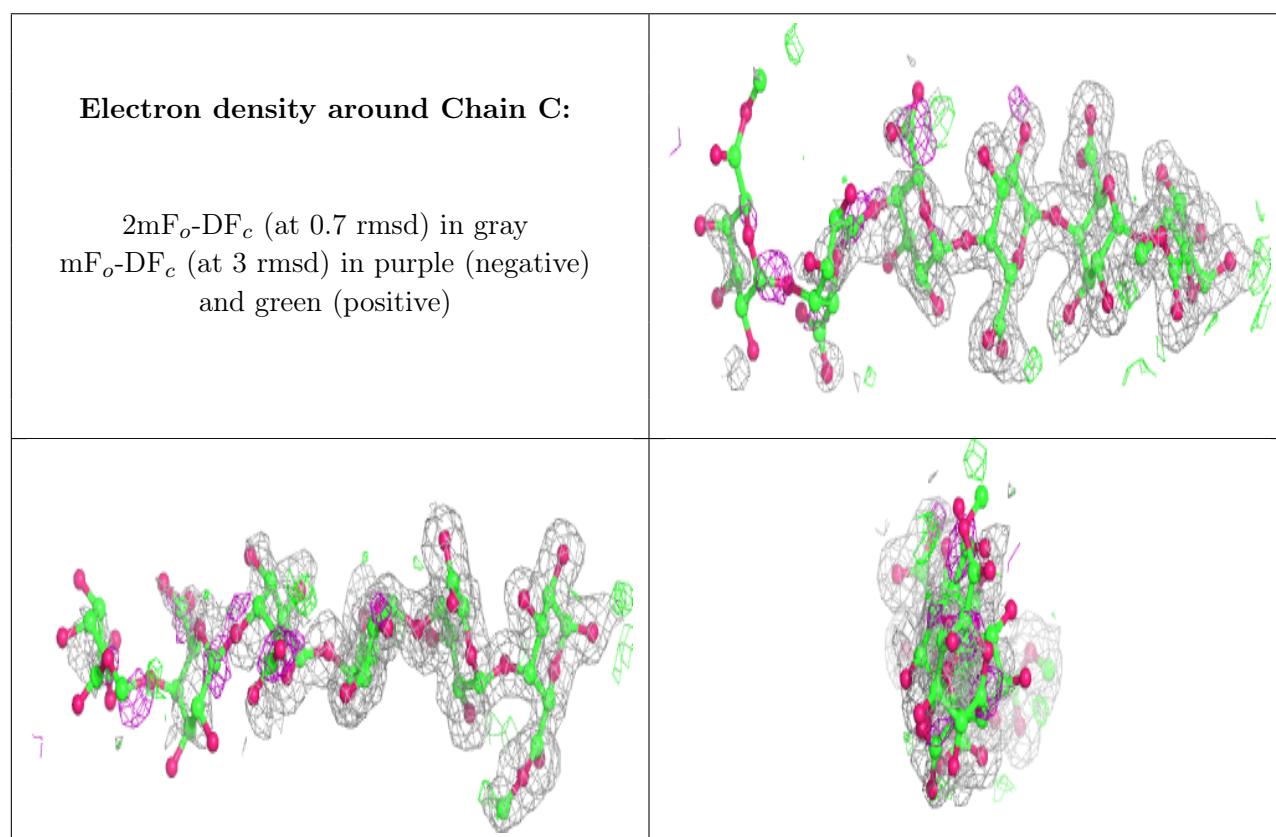 Electron density around Chain C:
2mFₒ-DF𝒸 (at 0.7 rmsd) in gray
mFₒ-DF𝒸 (at 3 rmsd) in purple (negative)
and green (positive)